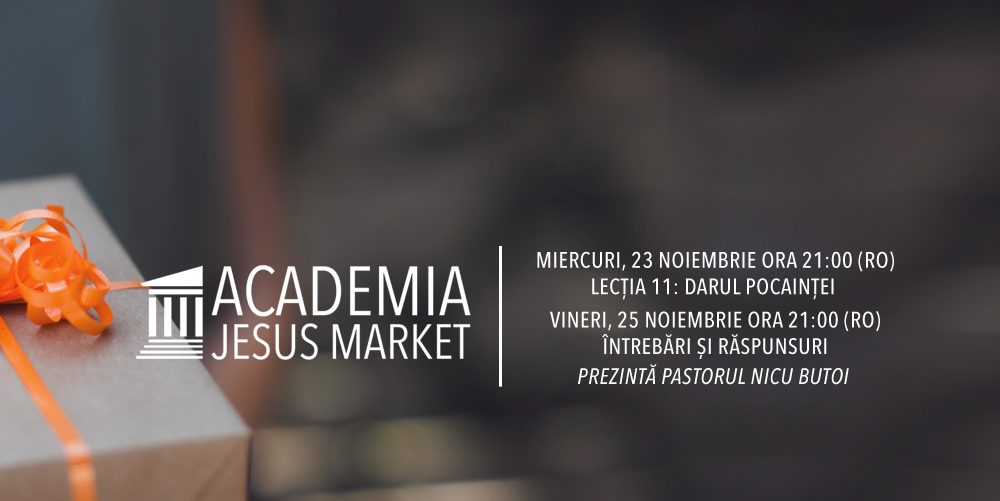 ACADEMIA
JESUS MARKET
MIERCURI, 23 NOIEMBRIE ORA 21:00 (RO)
LECȚIA 11: DARUL POCAINȚEI
VINERI, 25 NOIEMBRIE ORA 21:00 (RO)
ÎNTREBĂRI ȘI RĂSPUNSURI
PREZINTĂ PASTORUL NICU BUTOI